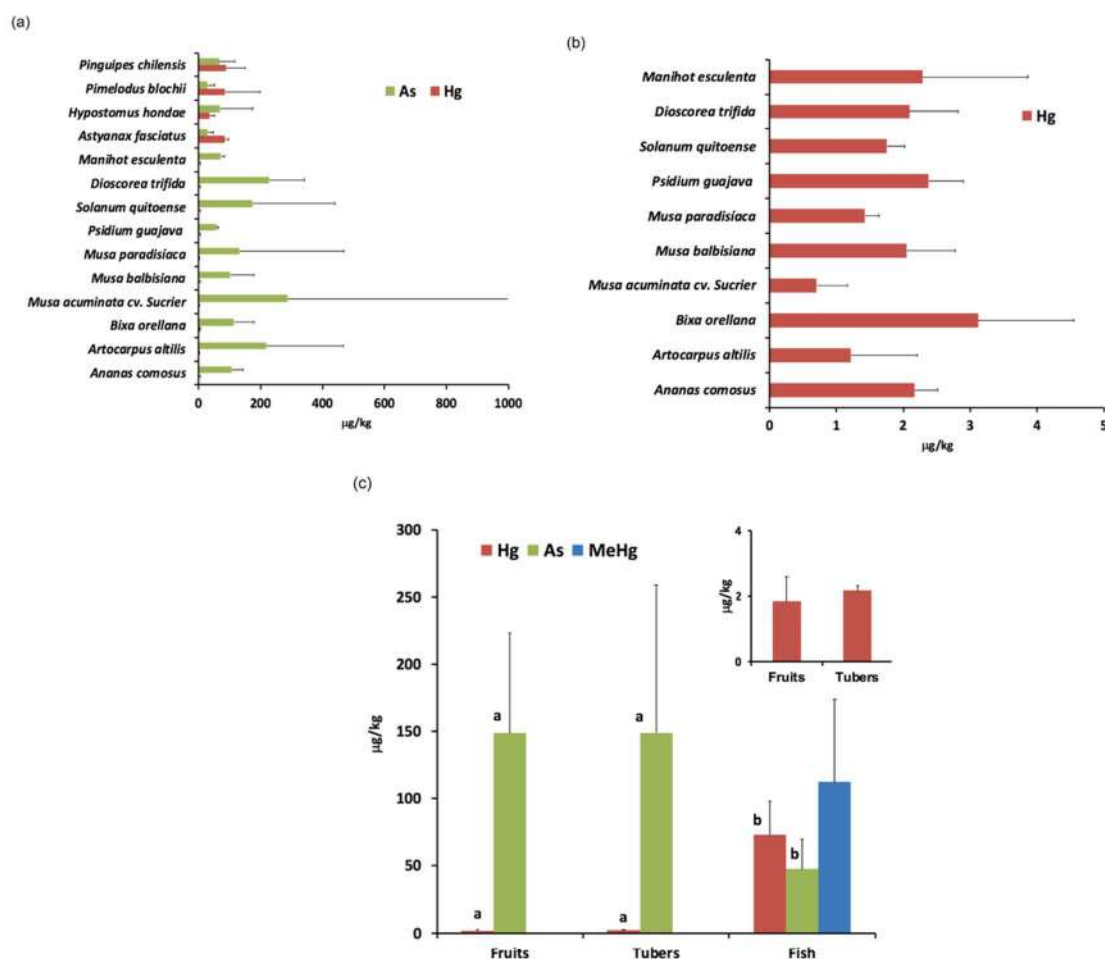 (a)
Pinguipes chilensis
Pimelodus blochii
Hypostomus hondae
Astyanax fasciatus
Manihot esculenta
Dioscorea trifida
Solanum quitoense
Psidium guajava
Musa paradisíaca
Musa balbisiana
Musa acuminata cv. Sucrier
Bixa orellana
Artocarpus altilis
Ananas comosus
As Hg
0 200 400 600 800 1000
µg/kg
(b)
Manihot esculenta
Dioscorea trifida
Solanum quitoense
Psidium guajava
Musa paradisíaca
Musa balbisiana
Musa acuminata cv. Sucrier
Bixa orellana
Artocarpus altilis
Ananas comosus
Hg
0 1 2 3 4 5
µg/kg
(c)
300
250
200
150
100
50
0
µg/kg
Hg As MeHg
a
a
a
a
b
b
Fruits Tubers Fish
4
2
0
µg/kg
Fruits Tubers